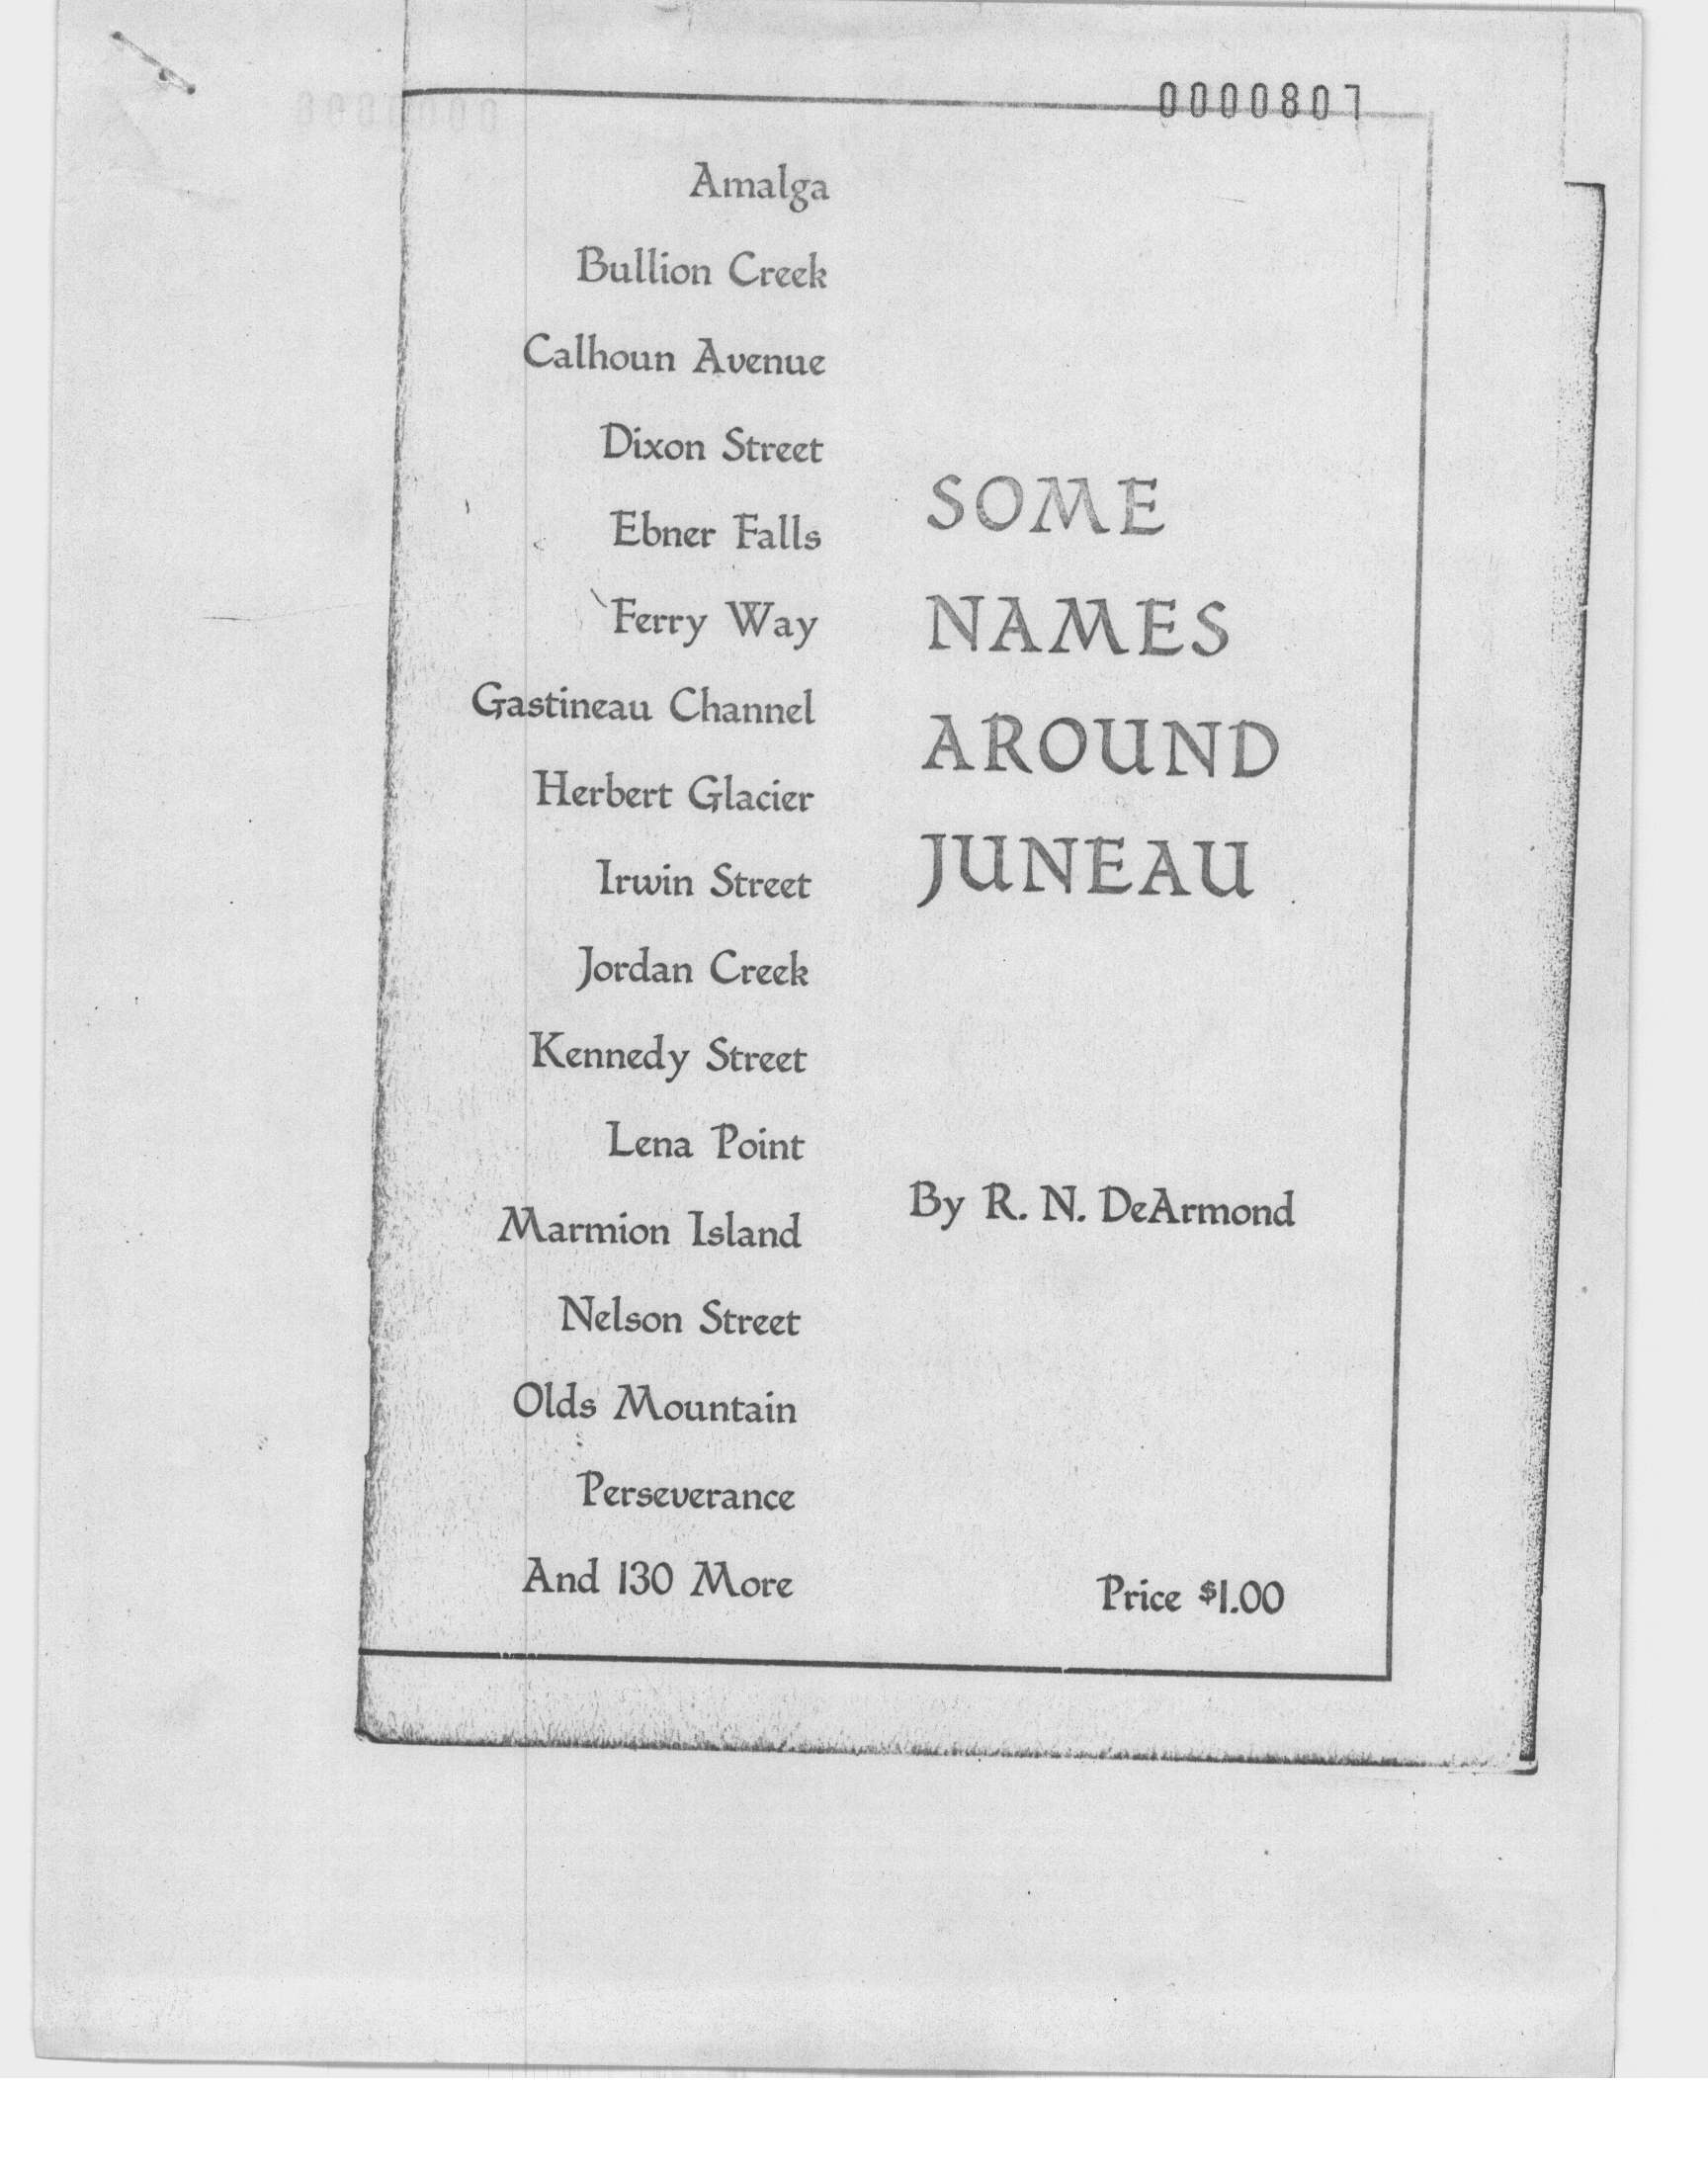 0000807
Amalga
Bullion Creek
Calhoun Avenue
Dixon Street
Ebner Falls
Ferry Way
Gastineau Channel
Herbert Glacier
Irwin Street
Jordan Creek
Kennedy Street
Lena Point
Marmion Island
Nelson Street
Olds Mountain
Perseverance
And 130 More
SOME
NAMES
AROUND
JUNEAU
By R. N. DeArmond
Price $1.00